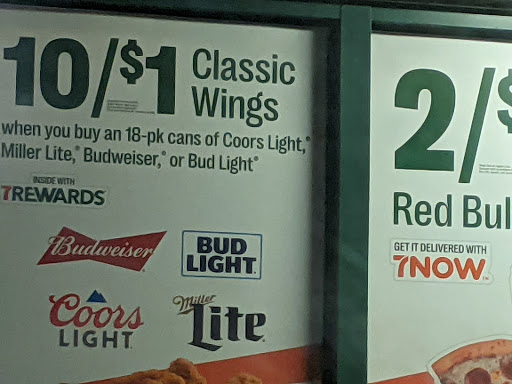 10/$1 Classic Wings
when you buy an 18-pk cans of Coors Light,®
Miller Lite,® Budweiser,® or Bud Light®
INSIDE WITH
7REWARDS
Budweiser
BUD LIGHT
Coors LIGHT
Miller Lite
2/$
Red Bul
GET IT DELIVERED WITH
7NOW